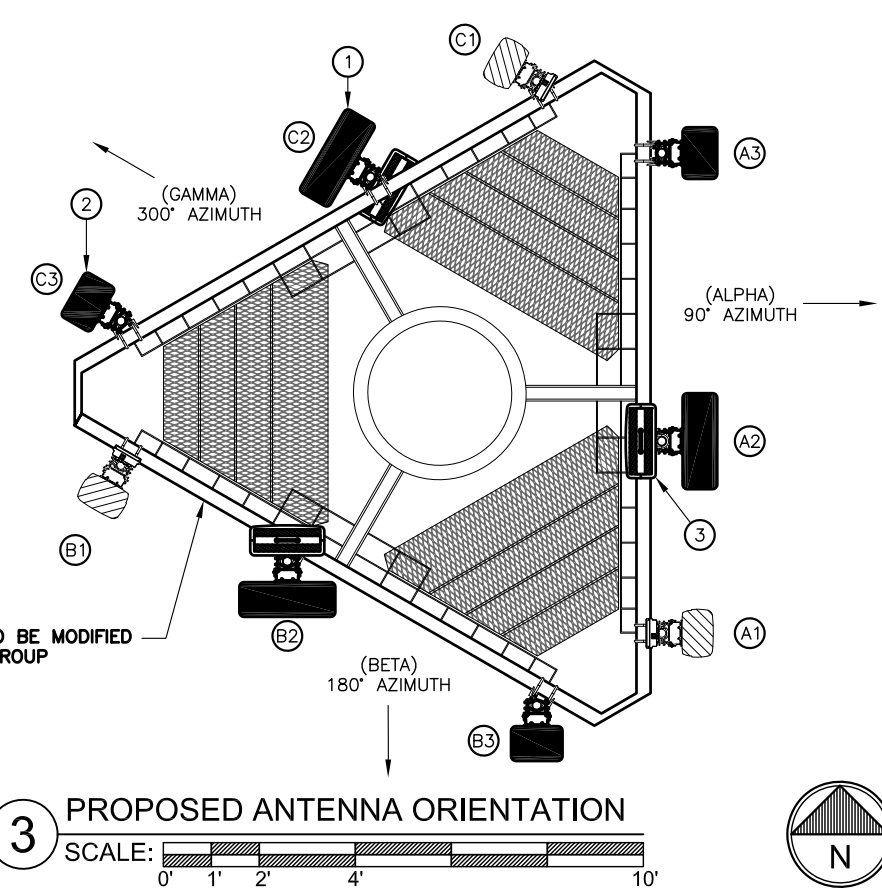 C1
1
C2
A3
(GAMMA)
300° AZIMUTH
2
C3
(ALPHA)
90° AZIMUTH
A2
3
B1
BE MODIFIED
B2
A1
(BETA)
180° AZIMUTH
B3
3 PROPOSED ANTENNA ORIENTATION
SCALE:
0' 1' 2' 4' 10'
N